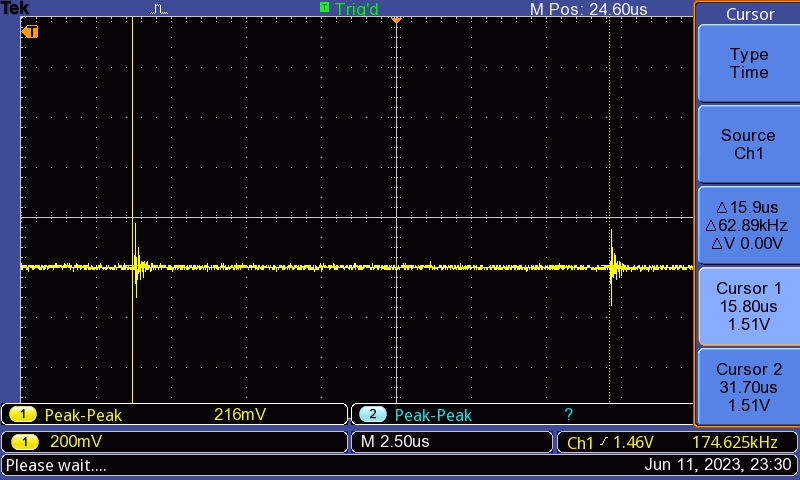 Tek
T Trig'd
M Pos: 24.60us
T
Cursor
Type
Time
Source
Ch1
△15.9us
△62.89kHz
△V 0.00V
Cursor 1
15.80us
1.51V
Cursor 2
31.70us
1.51V
1 Peak-Peak 216mV
2 Peak-Peak ?
1 200mV
M 2.50us
Ch1 1.46V 174.625kHz
Please wait....
Jun 11, 2023, 23:30